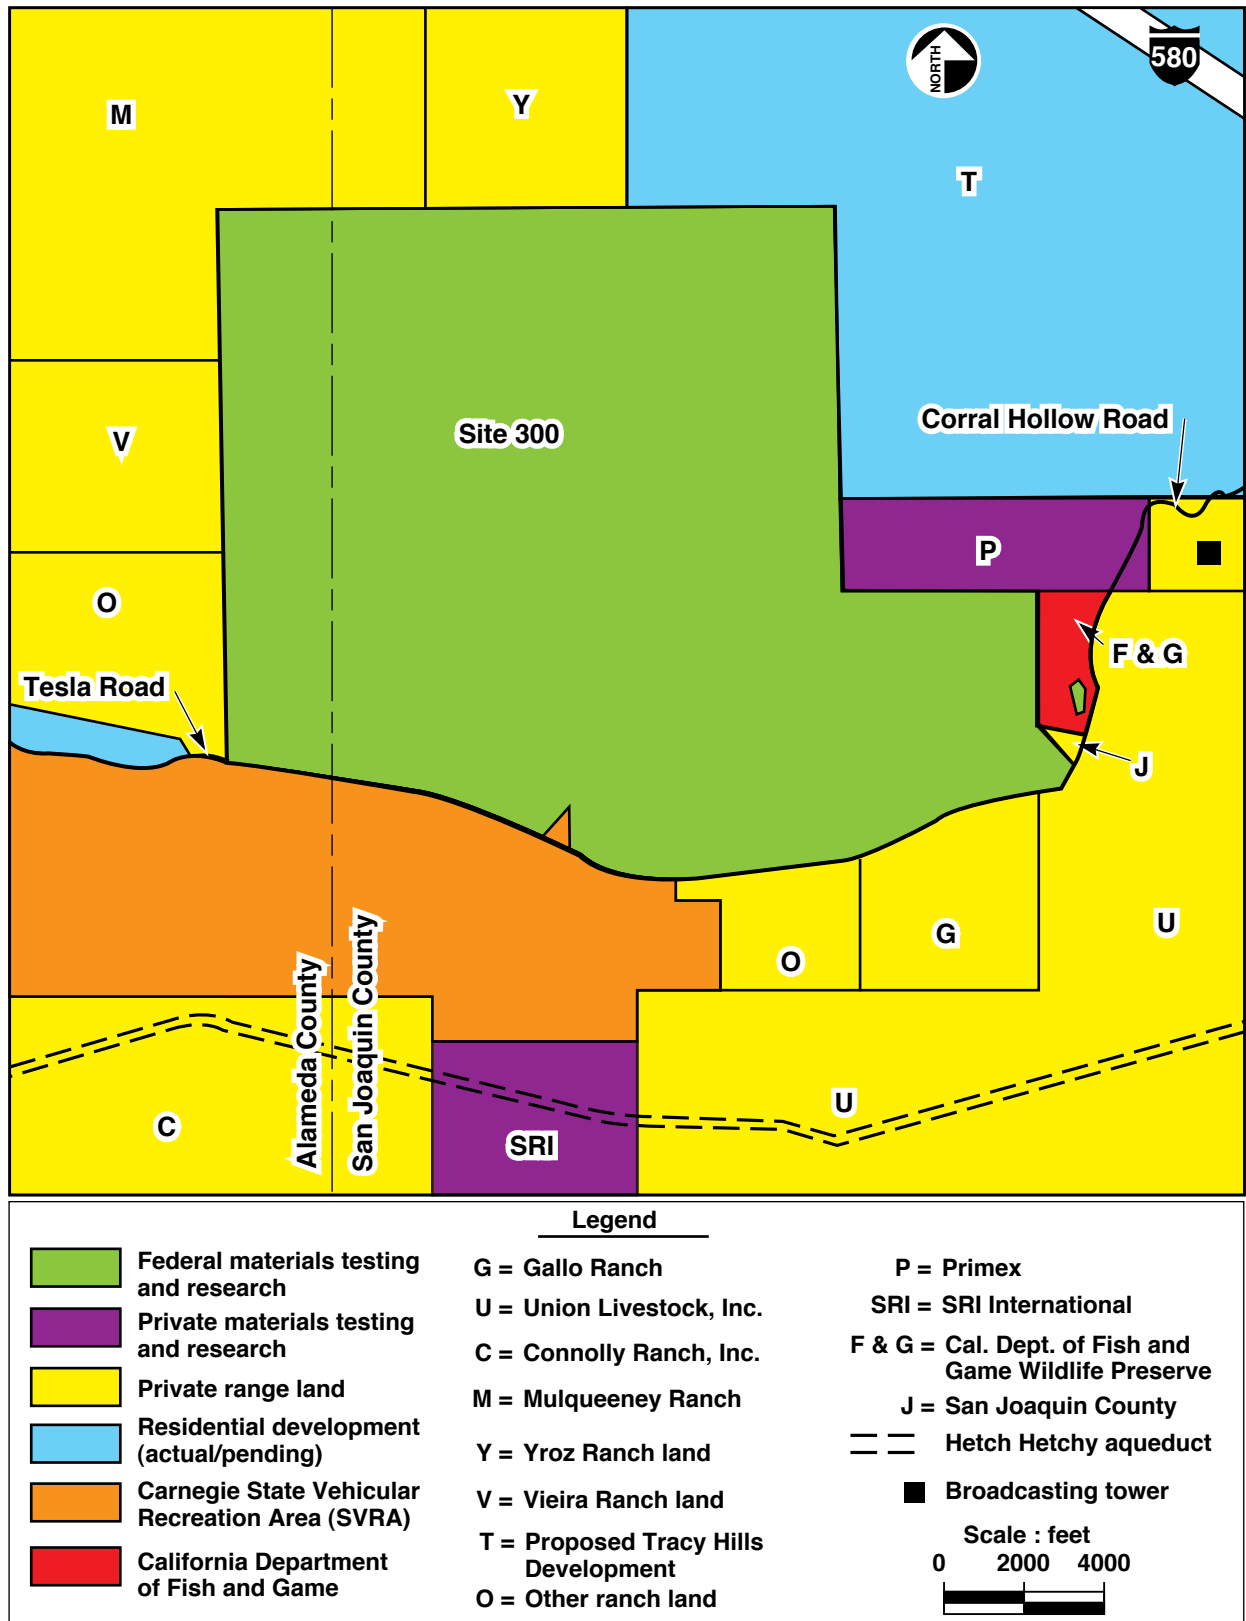 580
NORTH
M
Y
T
Corral Hollow Road
Site 300
V
P
O
F & G
Tesla Road
J
U
G
O
Alameda County
San Joaquin County
U
C
SRI
Legend
Federal materials testing
and research
Private materials testing
and research
Private range land
Residential development
(actual/pending)
Carnegie State Vehicular
Recreation Area (SVRA)
California Department
of Fish and Game
G = Gallo Ranch
U = Union Livestock, Inc.
C = Connolly Ranch, Inc.
M = Mulqueeney Ranch
Y = Yroz Ranch land
V = Vieira Ranch land
T = Proposed Tracy Hills
Development
O = Other ranch land
P = Primex
SRI = SRI International
F & G = Cal. Dept. of Fish and
Game Wildlife Preserve
J = San Joaquin County
Hetch Hetchy aqueduct
Broadcasting tower
Scale : feet
0 2000 4000